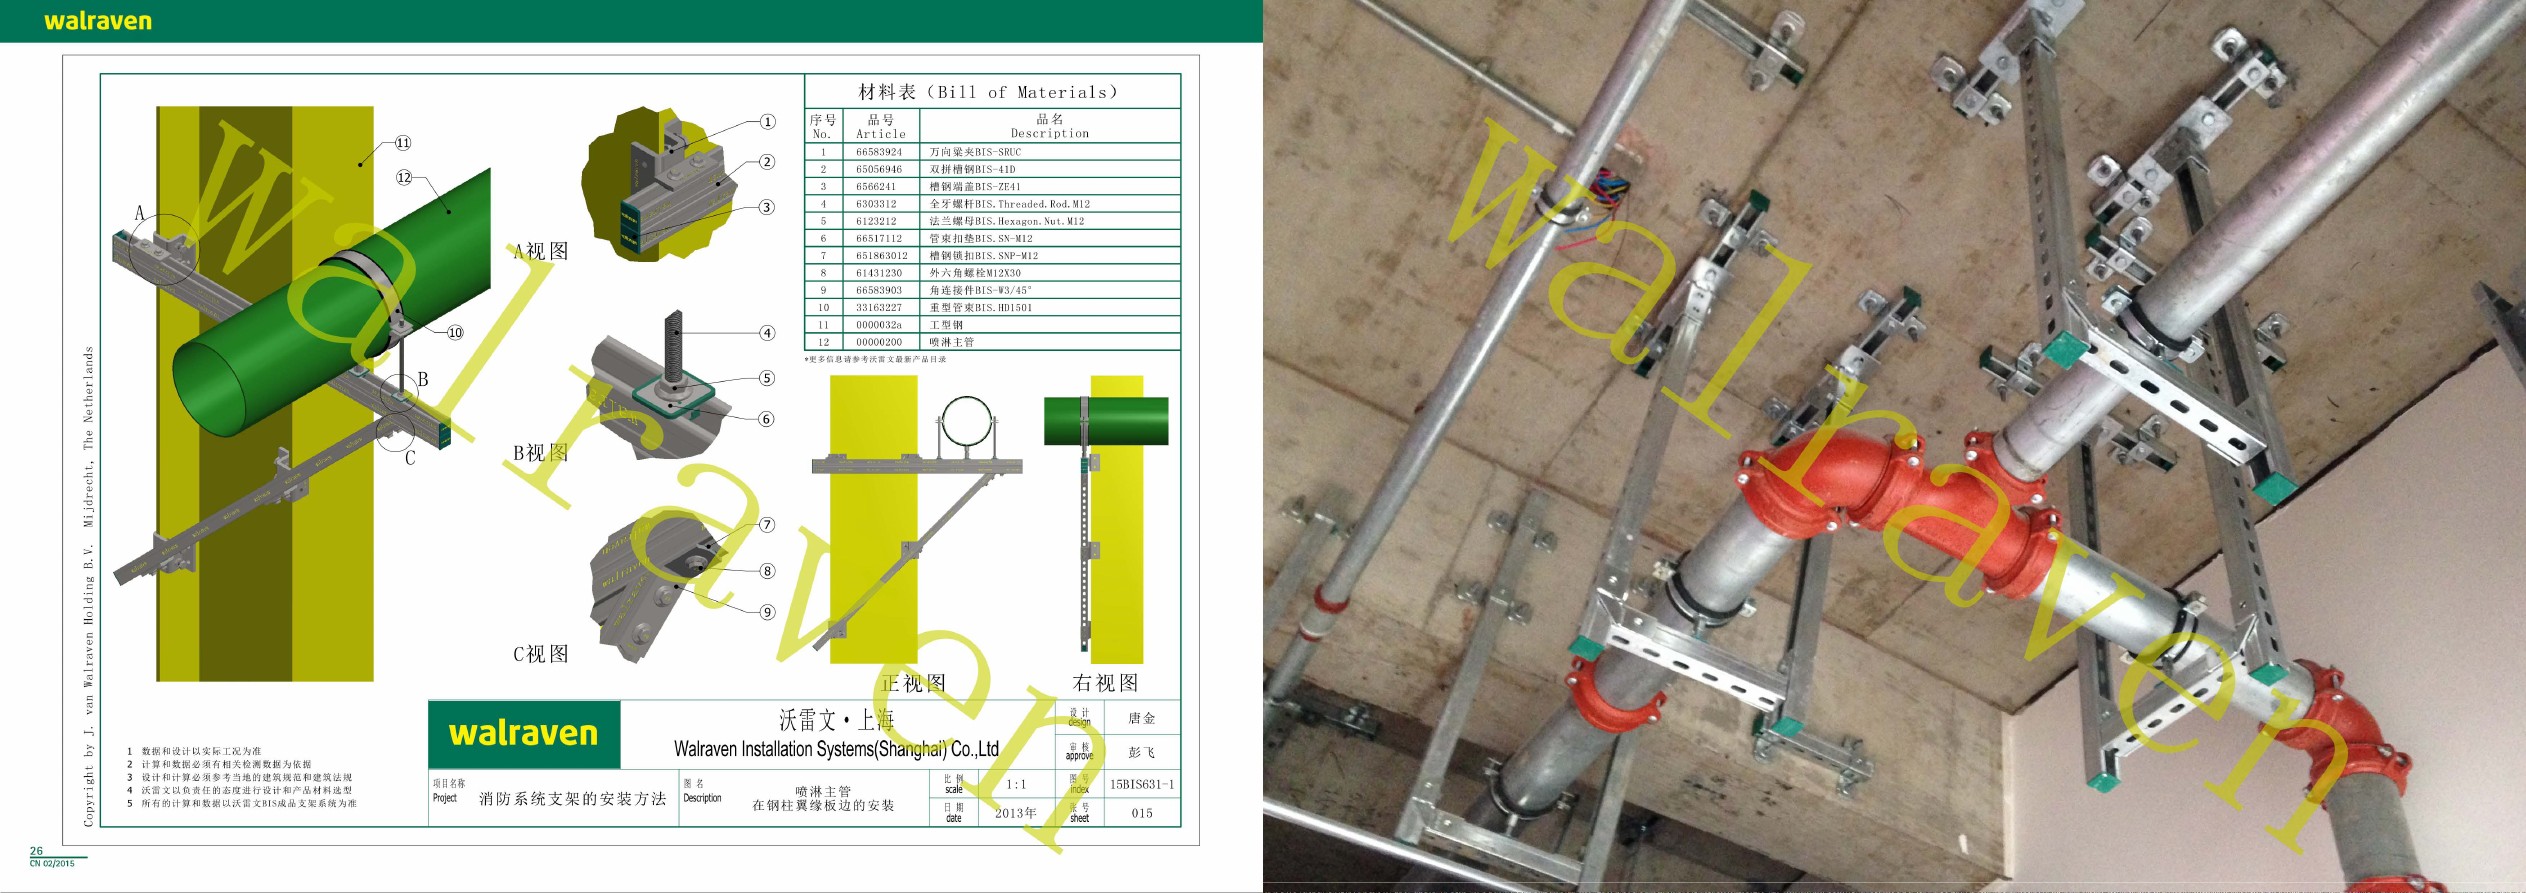 walraven
材料表（Bill of Materials）
序号 品号 品名
No. Article Description
1 66583924 万向梁夹BIS-SRUC
2 65056946 双拼槽钢BIS-41D
3 6566241 槽钢端盖BIS-ZE41
4 6303312 全牙螺杆BIS.Threaded.Rod.M12
5 6123212 法兰螺母BIS.Hexagon.Nut.M12
6 66517112 管束扣垫BIS.SN-M12
7 651863012 槽钢锁扣BIS.SNP-M12
8 61431230 外六角螺栓M12X30
9 66583903 角连接件BIS-W3/45°
10 33163227 重型管束BIS.HD1501
11 0000032a 工型钢
12 00000200 喷淋主管
*更多信息请参考沃雷文最新产品目录
11
12
A
10
B
C
1
2
3
A视图
4
5
6
B视图
7
8
9
C视图
正视图
右视图
Copyright by J. van Walraven Holding B.V. Mijdrecht, The Netherlands
1 数据和设计以实际工况为准
2 计算和数据必须有相关检测数据为依据
3 设计和计算必须参考当地的建筑规范和建筑法规
4 沃雷文以负责任的态度进行设计和产品材料选型
5 所有的计算和数据以沃雷文BIS成品支架系统为准
walraven
沃雷文·上海
Walraven Installation Systems(Shanghai) Co.,Ltd
设计 唐金
design
审核 彭飞
approve
项目名称
Project
消防系统支架的安装方法
图名
Description
喷淋主管
在钢柱翼缘板边的安装
比例 1:1
scale
图号 15BIS631-1
index
日期 2013年
date
张号 015
sheet
26
CN 02/2015
walraven
walraven